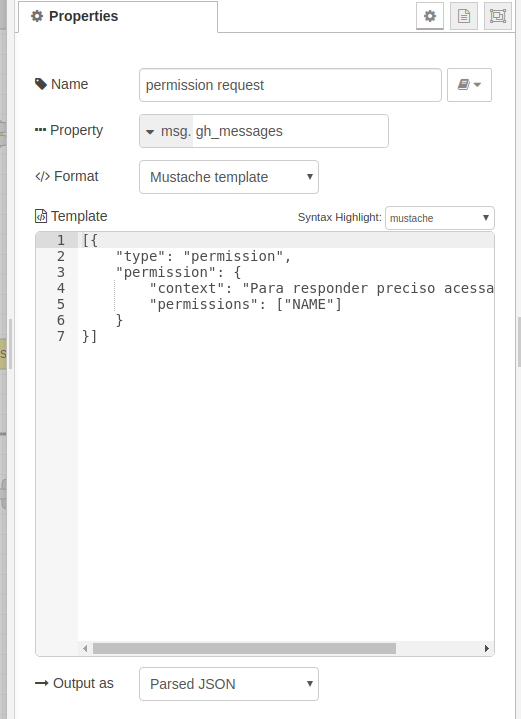 Properties
Name permission request
Property msg. gh_messages
Format Mustache template
Template Syntax Highlight: mustache
1 [{
2 "type": "permission",
3 "permission": {
4 "context": "Para responder preciso acessa
5 "permissions": ["NAME"]
6 }
7 }]
Output as Parsed JSON